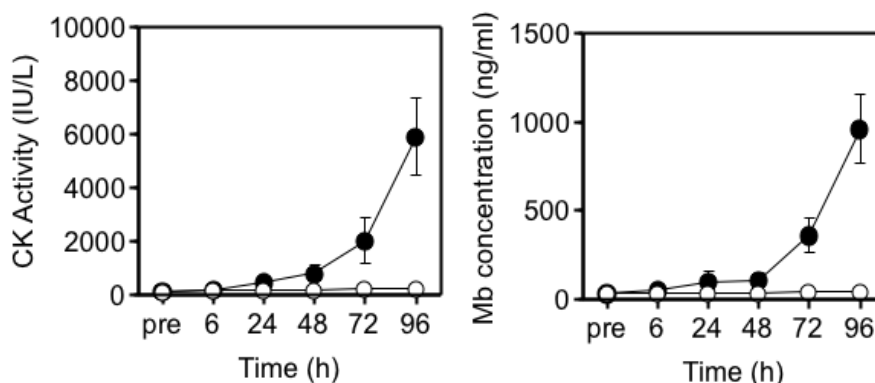 CK Activity (IU/L)
10000
8000
6000
4000
2000
0
pre 6 24 48 72 96
Time (h)
Mb concentration (ng/ml)
1500
1000
500
0
pre 6 24 48 72 96
Time (h)